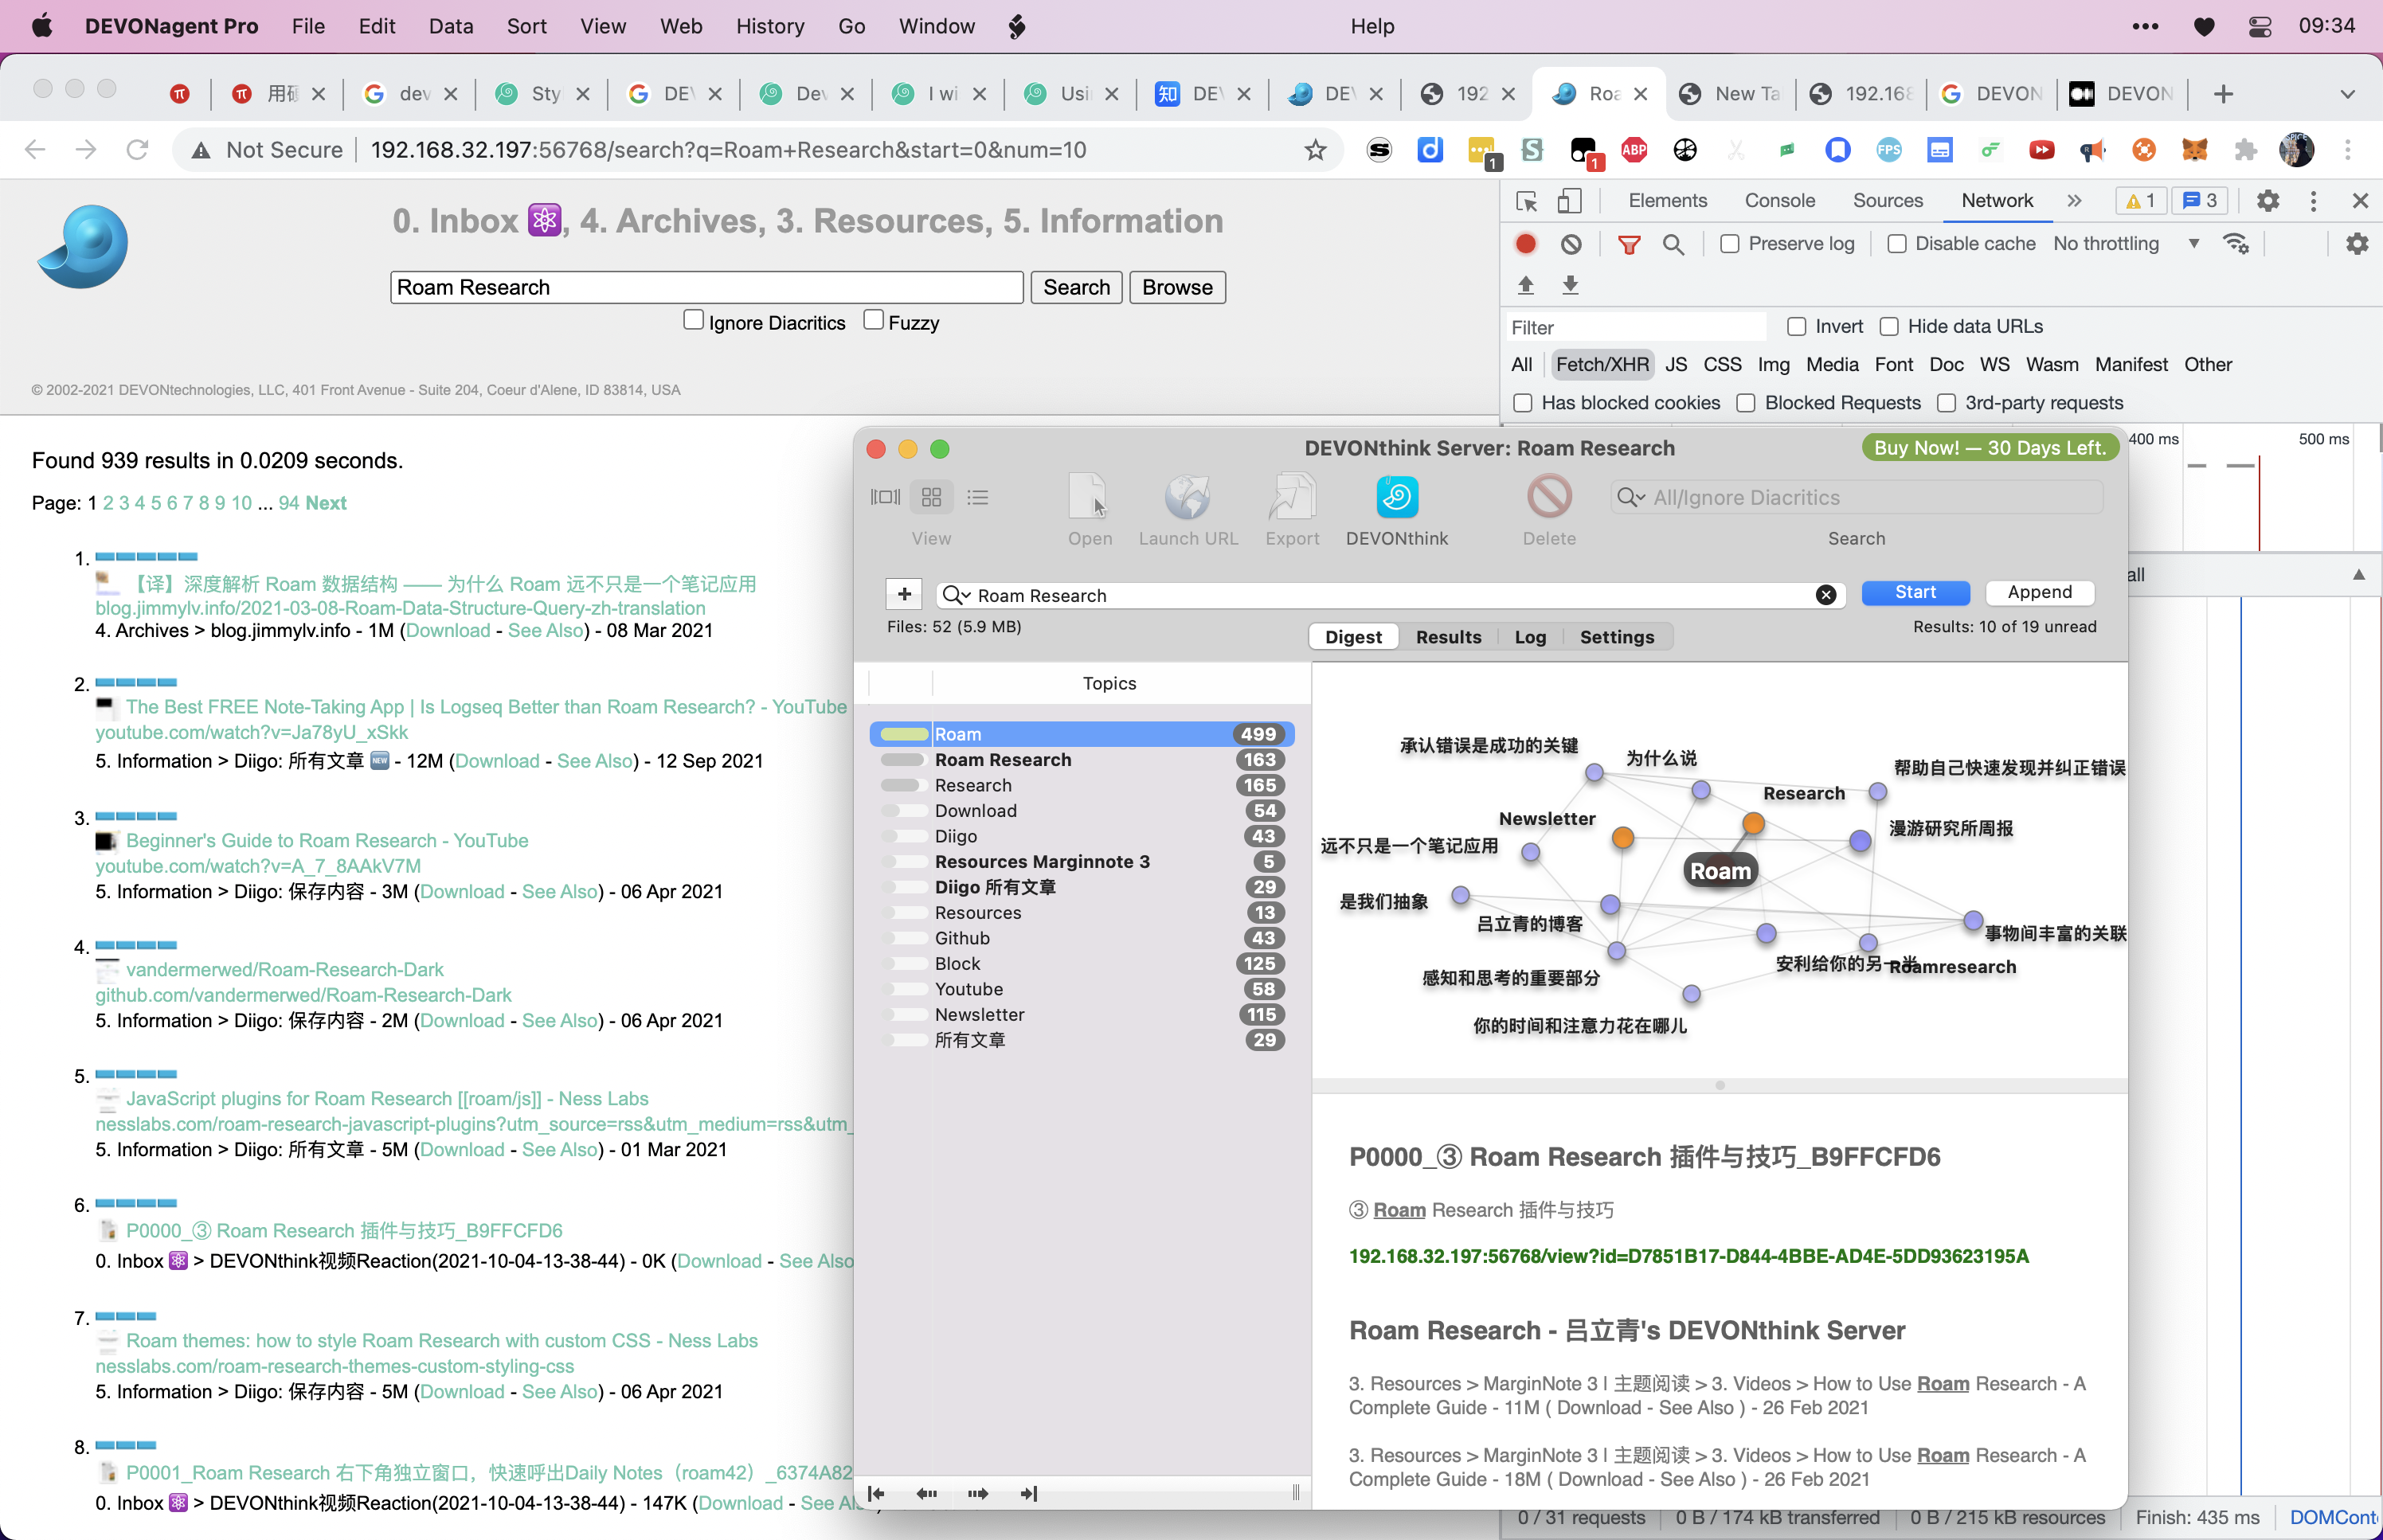 DEVONagent Pro File Edit Data Sort View Web History Go Window Help 09:34
用 dev Sty DEV Dev I wi Usi 知 DEV DEV 192 Roa New Ta 192.168 DEVON DEVON
Not Secure 192.168.32.197:56768/search?q=Roam+Research&start=0&num=10
1 1 ABP FPS
0. Inbox ⚛, 4. Archives, 3. Resources, 5. Information
Roam Research Search Browse
Ignore Diacritics Fuzzy
© 2002-2021 DEVONtechnologies, LLC, 401 Front Avenue - Suite 204, Coeur d'Alene, ID 83814, USA
Elements Console Sources Network 1 3
Preserve log Disable cache No throttling
Filter Invert Hide data URLs
All Fetch/XHR JS CSS Img Media Font Doc WS Wasm Manifest Other
Has blocked cookies Blocked Requests 3rd-party requests
400 ms 500 ms
Found 939 results in 0.0209 seconds.
Page: 1 2 3 4 5 6 7 8 9 10 ... 94 Next
1.
【译】深度解析 Roam 数据结构 —— 为什么 Roam 远不只是一个笔记应用
blog.jimmylv.info/2021-03-08-Roam-Data-Structure-Query-zh-translation
4. Archives > blog.jimmylv.info - 1M (Download - See Also) - 08 Mar 2021
2.
The Best FREE Note-Taking App | Is Logseq Better than Roam Research? - YouTube
youtube.com/watch?v=Ja78yU_xSkk
5. Information > Diigo: 所有文章 NEW - 12M (Download - See Also) - 12 Sep 2021
3.
Beginner's Guide to Roam Research - YouTube
youtube.com/watch?v=A_7_8AAkV7M
5. Information > Diigo: 保存内容 - 3M (Download - See Also) - 06 Apr 2021
4.
vandermerwed/Roam-Research-Dark
github.com/vandermerwed/Roam-Research-Dark
5. Information > Diigo: 保存内容 - 2M (Download - See Also) - 06 Apr 2021
5.
JavaScript plugins for Roam Research [[roam/js]] - Ness Labs
nesslabs.com/roam-research-javascript-plugins?utm_source=rss&utm_medium=rss&utm_
5. Information > Diigo: 所有文章 - 5M (Download - See Also) - 01 Mar 2021
6.
P0000_③ Roam Research 插件与技巧_B9FFCFD6
0. Inbox ⚛ > DEVONthink视频Reaction(2021-10-04-13-38-44) - 0K (Download - See Also
7.
Roam themes: how to style Roam Research with custom CSS - Ness Labs
nesslabs.com/roam-research-themes-custom-styling-css
5. Information > Diigo: 保存内容 - 5M (Download - See Also) - 06 Apr 2021
8.
P0001_Roam Research 右下角独立窗口，快速呼出Daily Notes（roam42）_6374A82
0. Inbox ⚛ > DEVONthink视频Reaction(2021-10-04-13-38-44) - 147K (Download - See Al
DEVONthink Server: Roam Research Buy Now! — 30 Days Left.
All/Ignore Diacritics
View Open Launch URL Export DEVONthink Delete Search
Roam Research Start Append
Files: 52 (5.9 MB) Digest Results Log Settings Results: 10 of 19 unread
Topics
Roam 499
Roam Research 163
Research 165
Download 54
Diigo 43
Resources Marginnote 3 5
Diigo 所有文章 29
Resources 13
Github 43
Block 125
Youtube 58
Newsletter 115
所有文章 29
承认错误是成功的关键
为什么说
帮助自己快速发现并纠正错误
Research
Newsletter
漫游研究所周报
远不只是一个笔记应用
Roam
是我们抽象
吕立青的博客
事物间丰富的关联
安利给你的另一半
Roamresearch
感知和思考的重要部分
你的时间和注意力花在哪儿
P0000_③ Roam Research 插件与技巧_B9FFCFD6
③ Roam Research 插件与技巧
192.168.32.197:56768/view?id=D7851B17-D844-4BBE-AD4E-5DD93623195A
Roam Research - 吕立青's DEVONthink Server
3. Resources > MarginNote 3 | 主题阅读 > 3. Videos > How to Use Roam Research - A
Complete Guide - 11M ( Download - See Also ) - 26 Feb 2021
3. Resources > MarginNote 3 | 主题阅读 > 3. Videos > How to Use Roam Research - A
Complete Guide - 18M ( Download - See Also ) - 26 Feb 2021
all
0 / 31 requests 0 B / 174 kB transferred 0 B / 215 kB resources Finish: 435 ms DOMCont